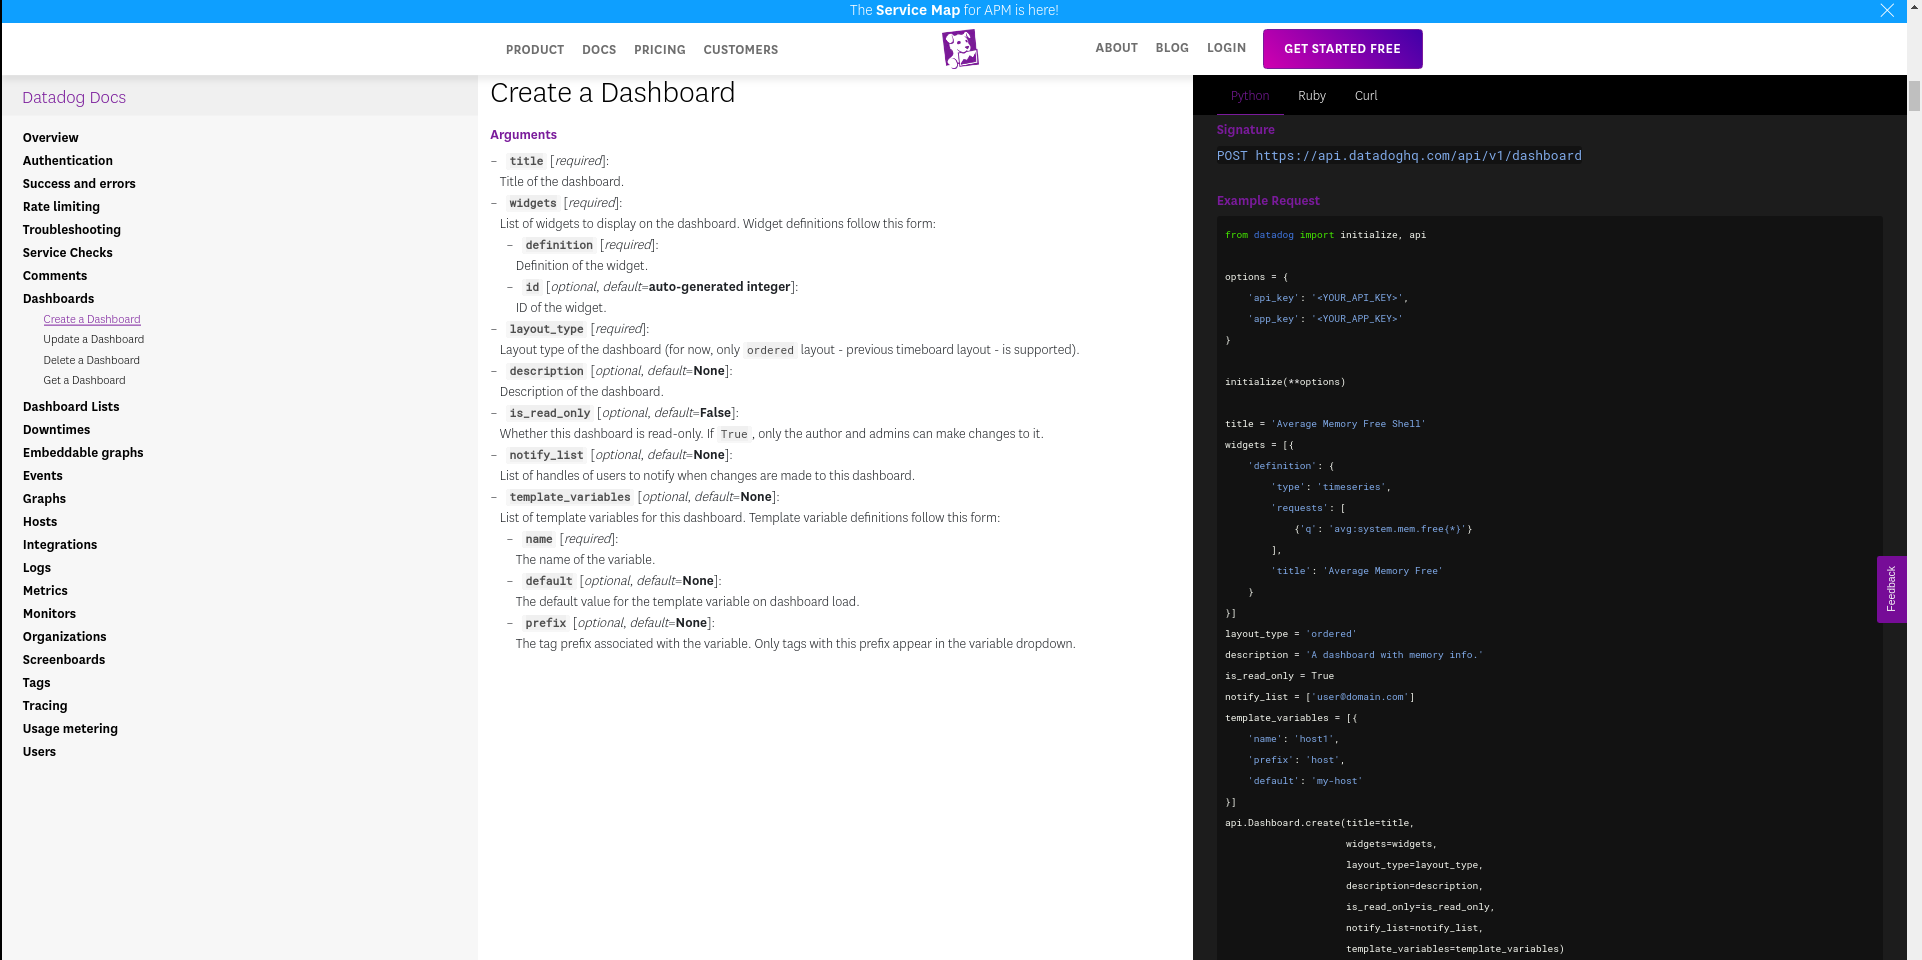 The Service Map for APM is here!
PRODUCT DOCS PRICING CUSTOMERS
ABOUT BLOG LOGIN GET STARTED FREE
Datadog Docs
Overview
Authentication
Success and errors
Rate limiting
Troubleshooting
Service Checks
Comments
Dashboards
Create a Dashboard
Update a Dashboard
Delete a Dashboard
Get a Dashboard
Dashboard Lists
Downtimes
Embeddable graphs
Events
Graphs
Hosts
Integrations
Logs
Metrics
Monitors
Organizations
Screenboards
Tags
Tracing
Usage metering
Users
Create a Dashboard
Arguments
– title [required]:
Title of the dashboard.
– widgets [required]:
List of widgets to display on the dashboard. Widget definitions follow this form:
– definition [required]:
Definition of the widget.
– id [optional, default=auto-generated integer]:
ID of the widget.
– layout_type [required]:
Layout type of the dashboard (for now, only ordered layout - previous timeboard layout - is supported).
– description [optional, default=None]:
Description of the dashboard.
– is_read_only [optional, default=False]:
Whether this dashboard is read-only. If True, only the author and admins can make changes to it.
– notify_list [optional, default=None]:
List of handles of users to notify when changes are made to this dashboard.
– template_variables [optional, default=None]:
List of template variables for this dashboard. Template variable definitions follow this form:
– name [required]:
The name of the variable.
– default [optional, default=None]:
The default value for the template variable on dashboard load.
– prefix [optional, default=None]:
The tag prefix associated with the variable. Only tags with this prefix appear in the variable dropdown.
Python Ruby Curl
Signature
POST https://api.datadoghq.com/api/v1/dashboard
Example Request
from datadog import initialize, api
options = {
'api_key': '<YOUR_API_KEY>',
'app_key': '<YOUR_APP_KEY>'
}
initialize(**options)
title = 'Average Memory Free Shell'
widgets = [{
'definition': {
'type': 'timeseries',
'requests': [
{'q': 'avg:system.mem.free{*}'}
],
'title': 'Average Memory Free'
}
}]
layout_type = 'ordered'
description = 'A dashboard with memory info.'
is_read_only = True
notify_list = ['user@domain.com']
template_variables = [{
'name': 'host1',
'prefix': 'host',
'default': 'my-host'
}]
api.Dashboard.create(title=title,
widgets=widgets,
layout_type=layout_type,
description=description,
is_read_only=is_read_only,
notify_list=notify_list,
template_variables=template_variables)
Feedback